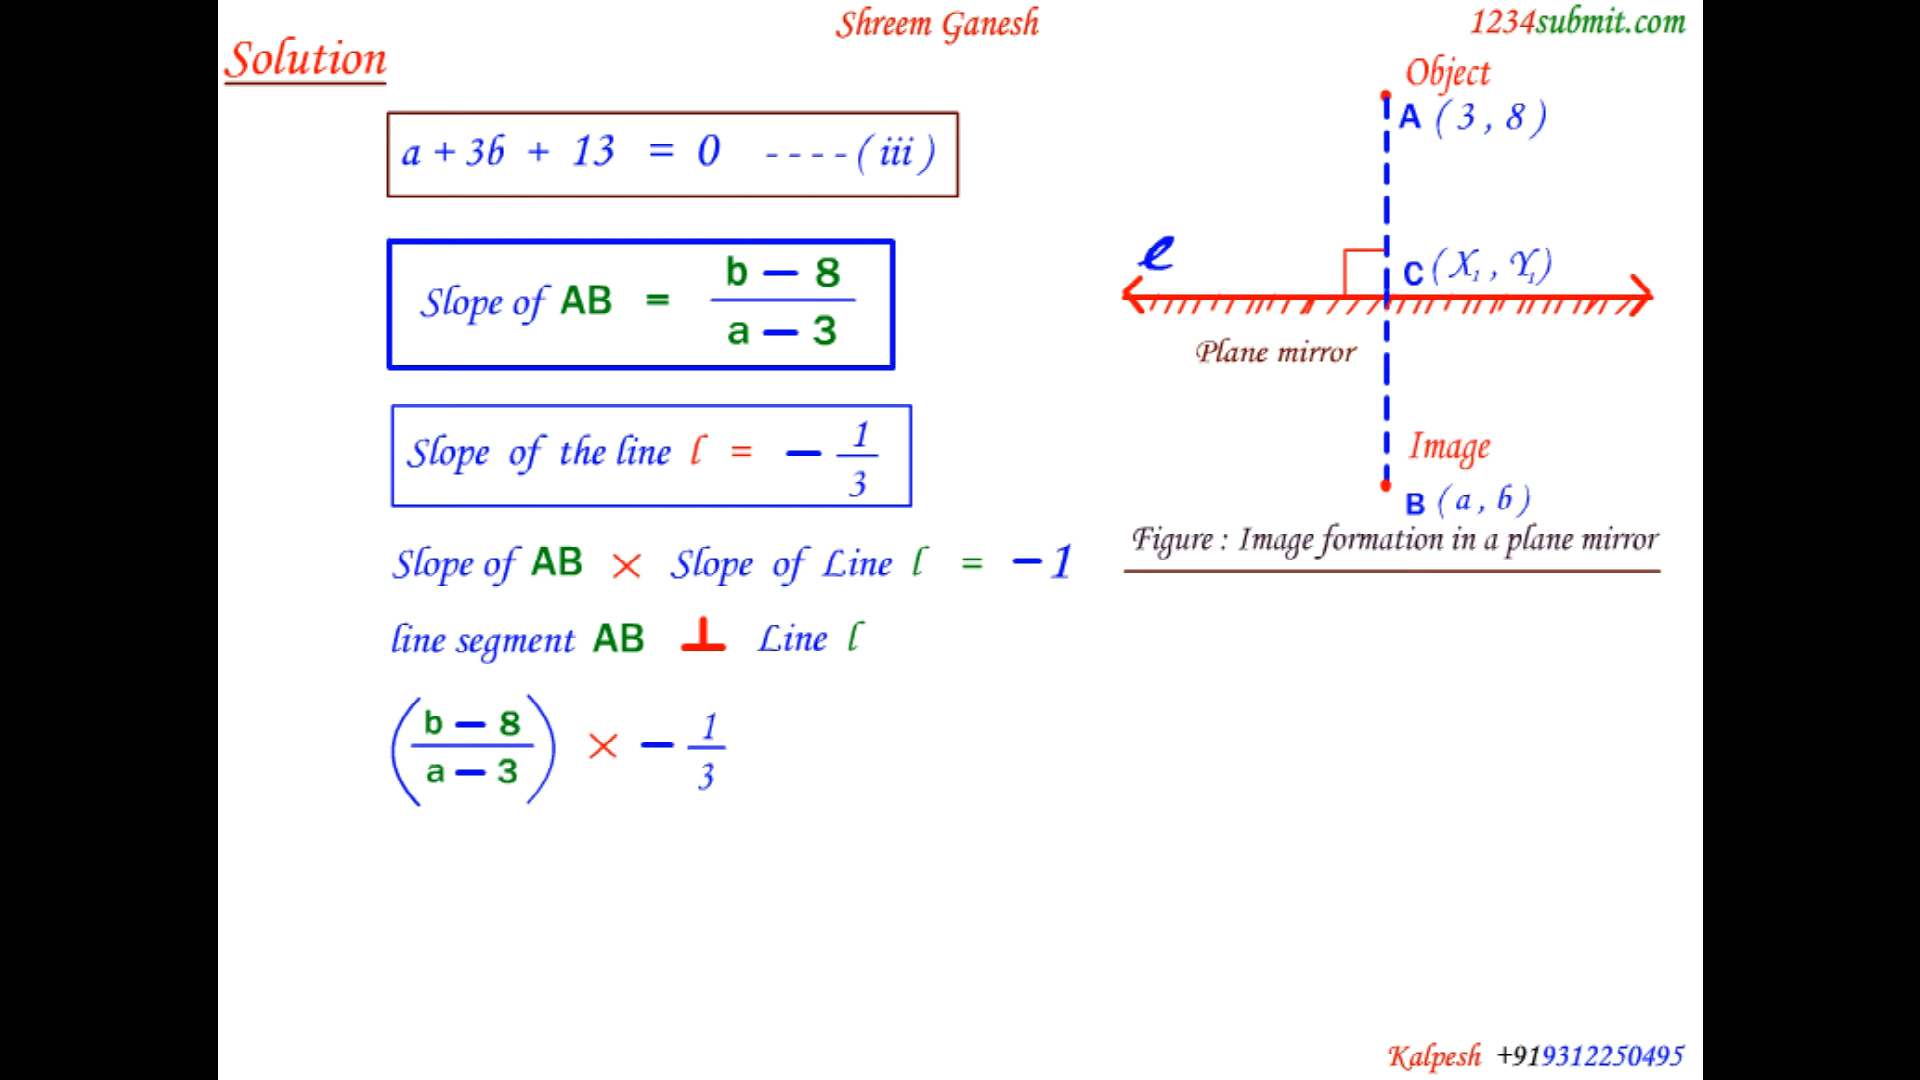 Shreem Ganesh
1234submit.com
Solution
a + 3b + 13 = 0 ----( iii )
Slope of AB = b – 8 / a – 3
Slope of the line l = – 1 / 3
Slope of AB × Slope of Line l = – 1
line segment AB ⊥ Line l
( b – 8 / a – 3 ) × – 1 / 3
Object
A ( 3 , 8 )
l
C ( X₁ , Y₁ )
Plane mirror
Image
B ( a , b )
Figure : Image formation in a plane mirror
Kalpesh +919312250495